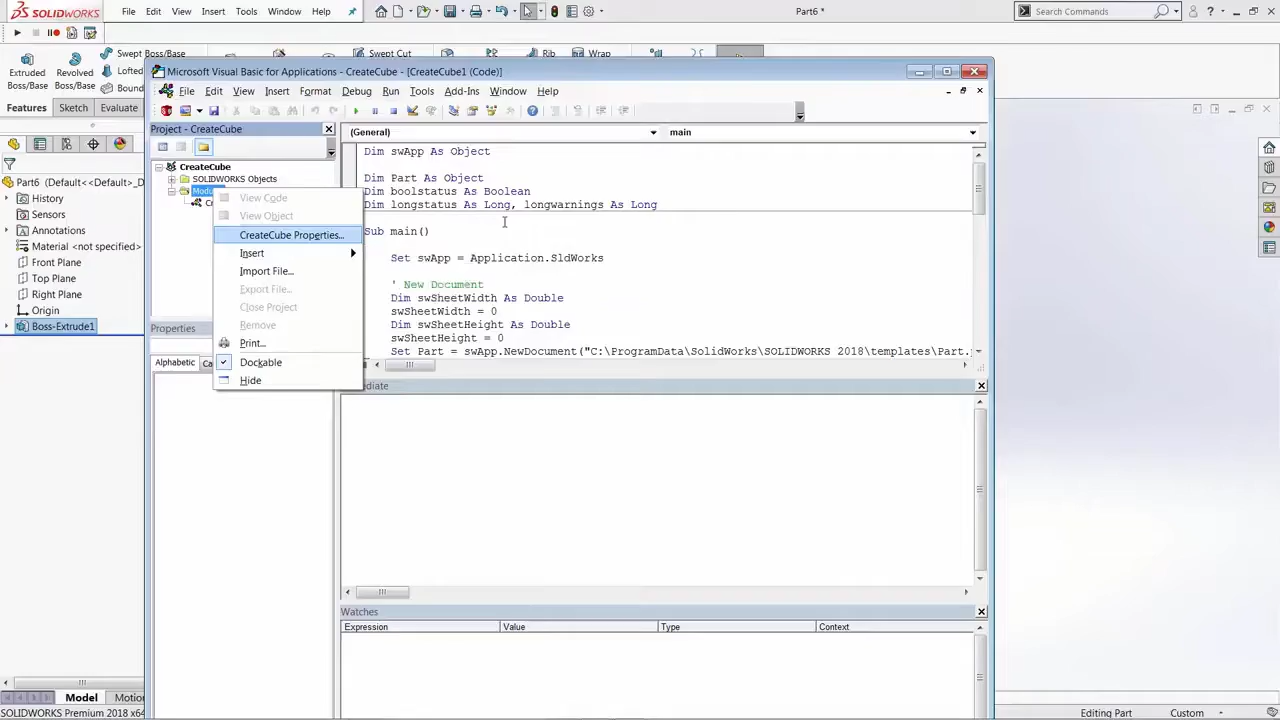 SOLIDWORKS
File Edit View Insert Tools Window Help
Part6 *
Search Commands
Extruded Boss/Base
Revolved Boss/Base
Swept Boss/Base
Lofted
Bound
Swept Cut
Rib
Wrap
Features Sketch Evaluate
Part6 (Default<<Default>_D
History
Sensors
Annotations
Material <not specified>
Front Plane
Top Plane
Right Plane
Origin
Boss-Extrude1
Model Motion
SOLIDWORKS Premium 2018 x64
Editing Part Custom
Microsoft Visual Basic for Applications - CreateCube - [CreateCube1 (Code)]
File Edit View Insert Format Debug Run Tools Add-Ins Window Help
Project - CreateCube
CreateCube
SOLIDWORKS Objects
Modu
C
View Code
View Object
CreateCube Properties...
Insert
Import File...
Export File...
Close Project
Remove
Print...
Dockable
Hide
Properties
Alphabetic Ca
(General) main
Dim swApp As Object
Dim Part As Object
Dim boolstatus As Boolean
Dim longstatus As Long, longwarnings As Long
Sub main()
Set swApp = Application.SldWorks
' New Document
Dim swSheetWidth As Double
swSheetWidth = 0
Dim swSheetHeight As Double
swSheetHeight = 0
Set Part = swApp.NewDocument("C:\ProgramData\SolidWorks\SOLIDWORKS 2018\templates\Part.
ediate
Watches
Expression Value Type Context